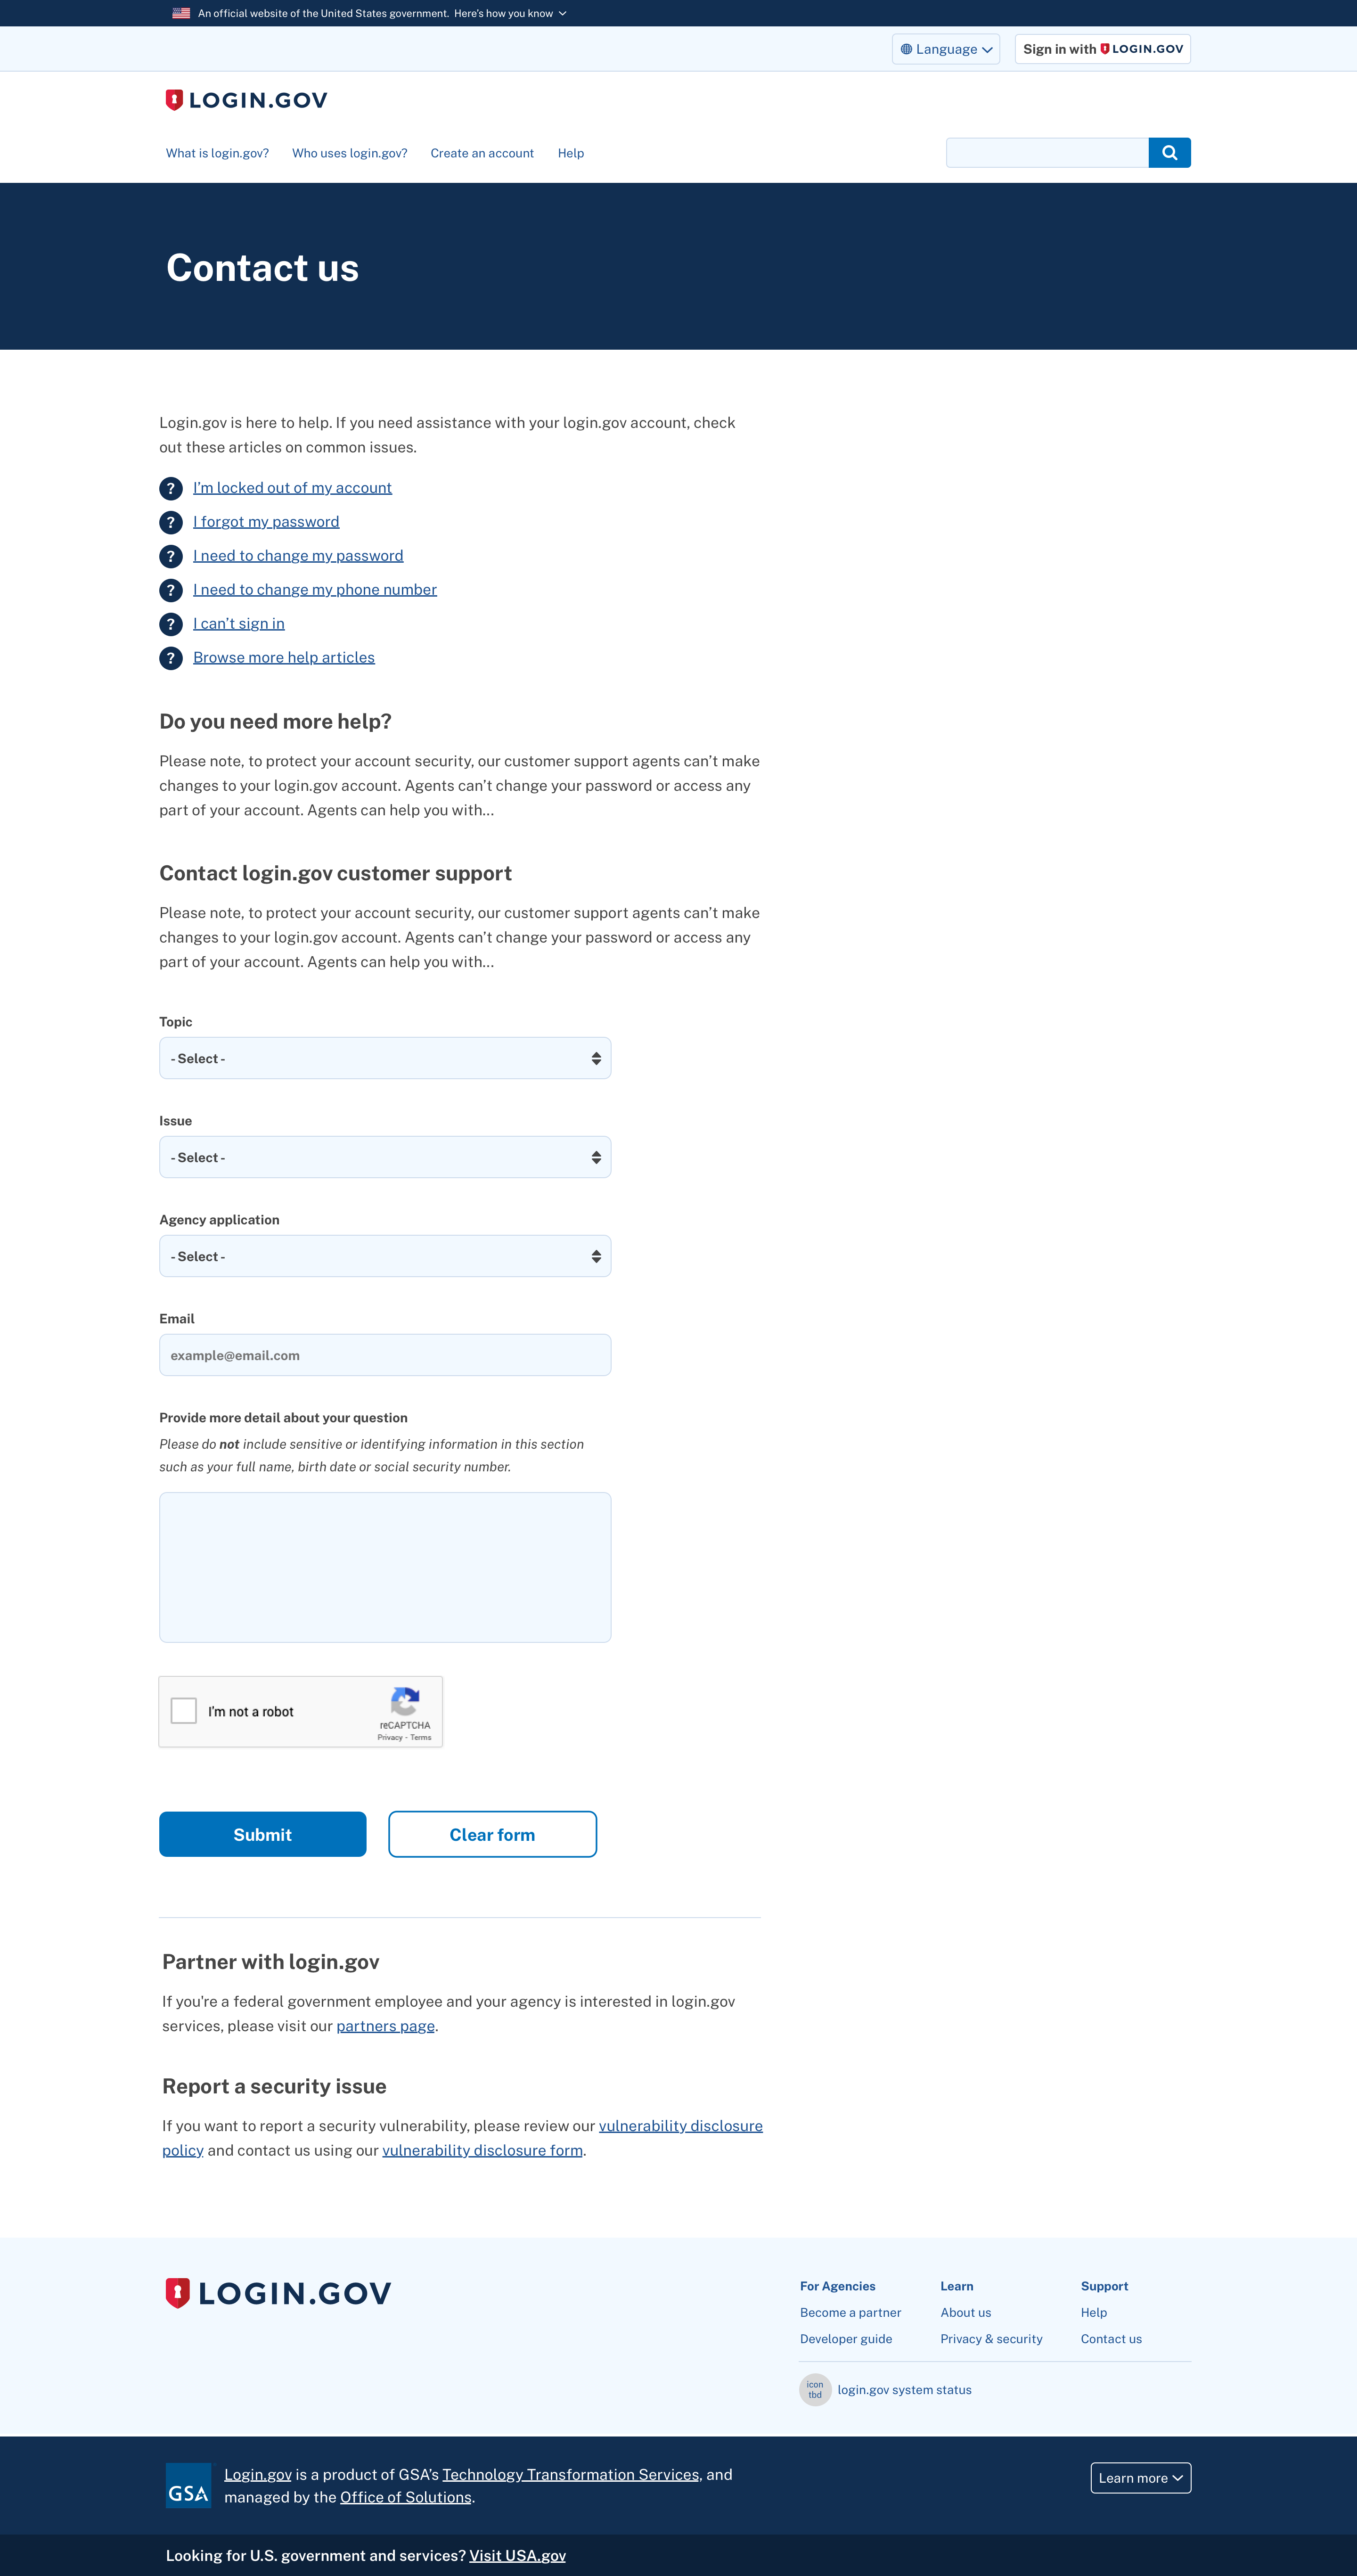 An official website of the United States government. Here's how you know
Language
Sign in with LOGIN.GOV
LOGIN.GOV
What is login.gov?
Who uses login.gov?
Create an account
Help
Contact us
Login.gov is here to help. If you need assistance with your login.gov account, check
out these articles on common issues.
? I'm locked out of my account
? I forgot my password
? I need to change my password
? I need to change my phone number
? I can't sign in
? Browse more help articles
Do you need more help?
Please note, to protect your account security, our customer support agents can't make
changes to your login.gov account. Agents can't change your password or access any
part of your account. Agents can help you with...
Contact login.gov customer support
Please note, to protect your account security, our customer support agents can't make
changes to your login.gov account. Agents can't change your password or access any
part of your account. Agents can help you with...
Topic
- Select -
Issue
- Select -
Agency application
- Select -
Email
example@email.com
Provide more detail about your question
Please do not include sensitive or identifying information in this section
such as your full name, birth date or social security number.
I'm not a robot
reCAPTCHA
Privacy - Terms
Submit
Clear form
Partner with login.gov
If you're a federal government employee and your agency is interested in login.gov
services, please visit our partners page.
Report a security issue
If you want to report a security vulnerability, please review our vulnerability disclosure
policy and contact us using our vulnerability disclosure form.
LOGIN.GOV
For Agencies
Become a partner
Developer guide
Learn
About us
Privacy & security
Support
Help
Contact us
icon
tbd
login.gov system status
GSA
Login.gov is a product of GSA's Technology Transformation Services, and
managed by the Office of Solutions.
Learn more
Looking for U.S. government and services? Visit USA.gov